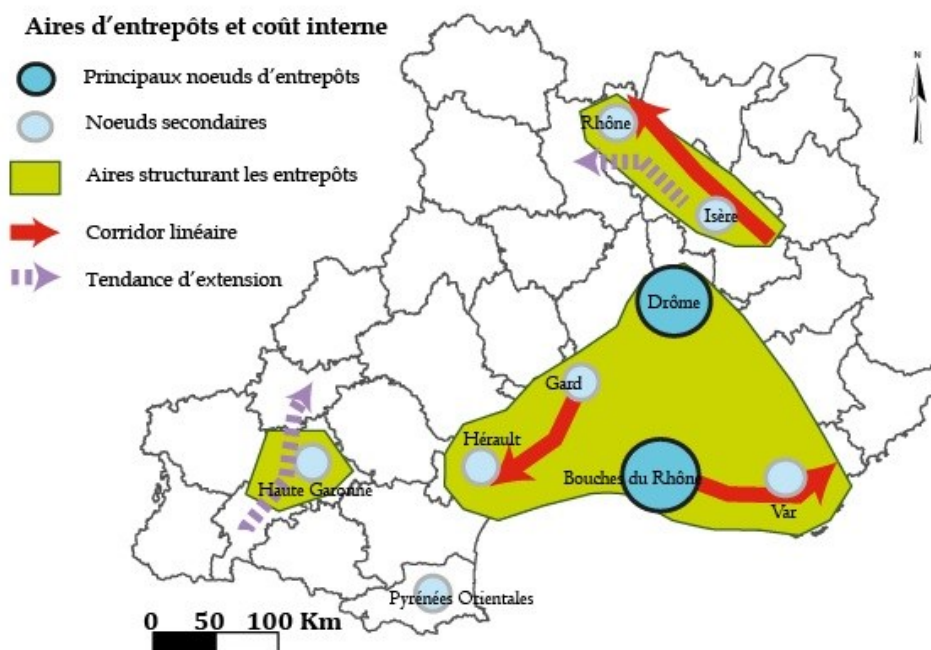 Aires d'entrepôts et coût interne
Principaux noeuds d'entrepôts
Noeuds secondaires
Aires structurant les entrepôts
Corridor linéaire
Tendance d'extension
N
Rhône
Isère
Drôme
Gard
Hérault
Bouches du Rhône
Var
Haute Garonne
Pyrénées Orientales
0 50 100 Km